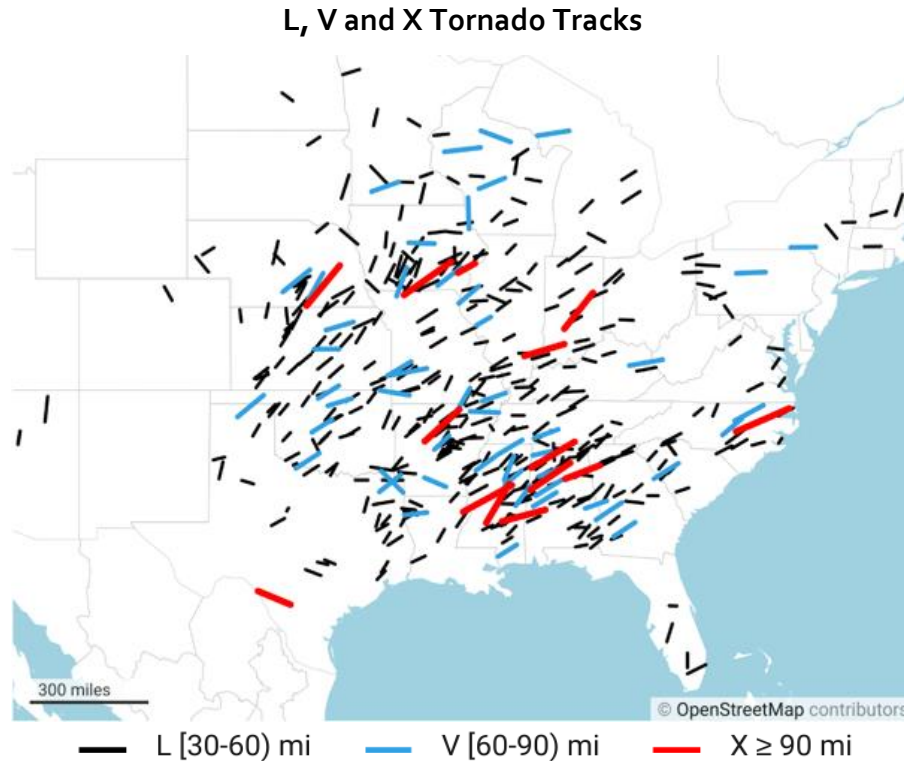 L, V and X Tornado Tracks
300 miles
© OpenStreetMap contributors
L [30-60) mi
V [60-90) mi
X ≥ 90 mi